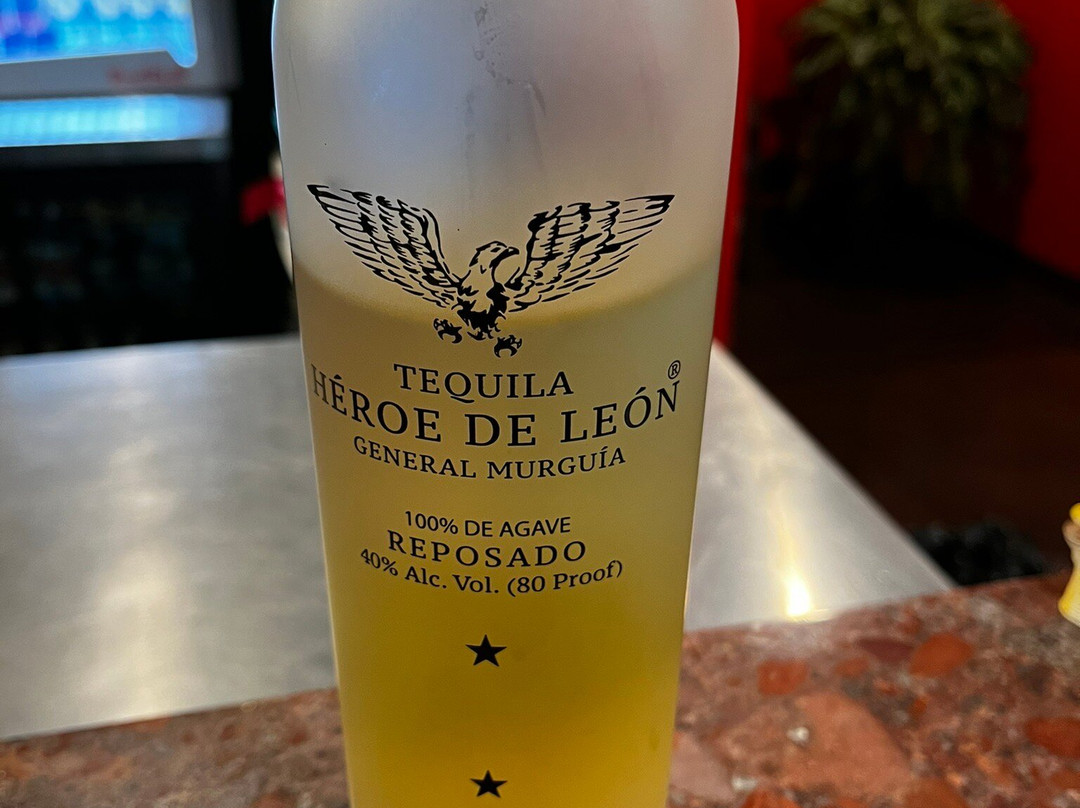 TEQUILA
HÉROE DE LEÓN®
GENERAL MURGUÍA
100% DE AGAVE
REPOSADO
40% Alc. Vol. (80 Proof)